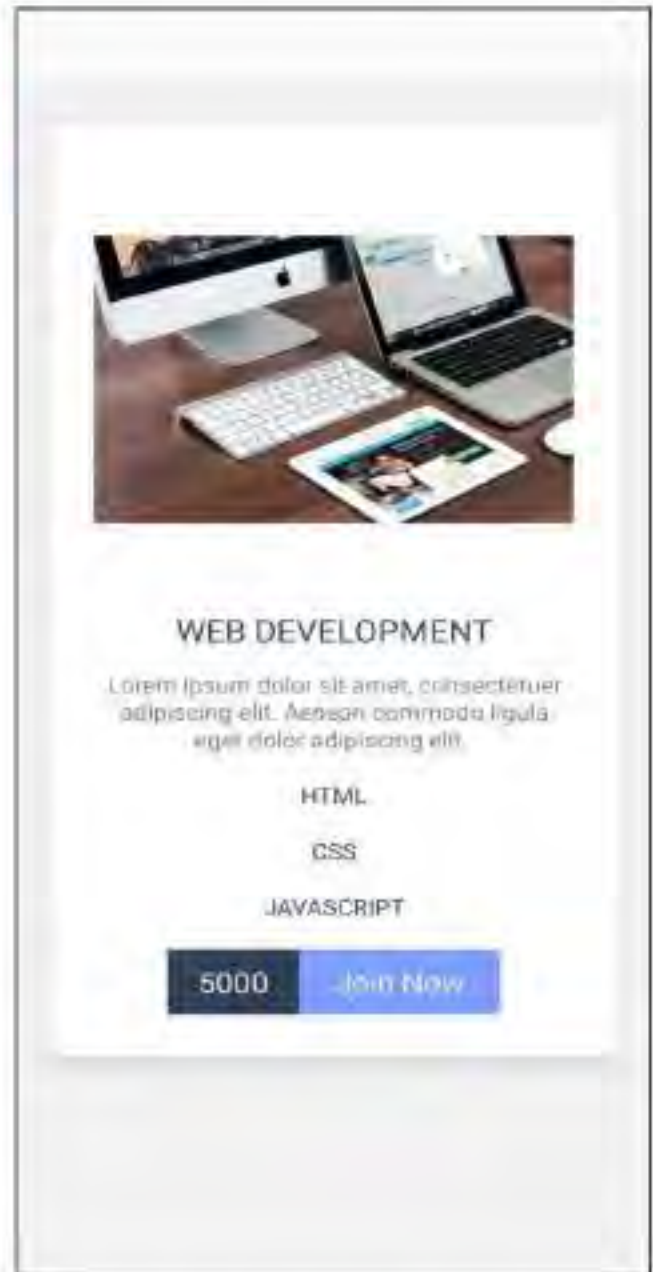 WEB DEVELOPMENT
Lorem ipsum dolor sit amet, consectetuer
adipiscing elit. Aenean commodo ligula
eget dolor adipiscing elit.
HTML
CSS
JAVASCRIPT
5000 Join Now